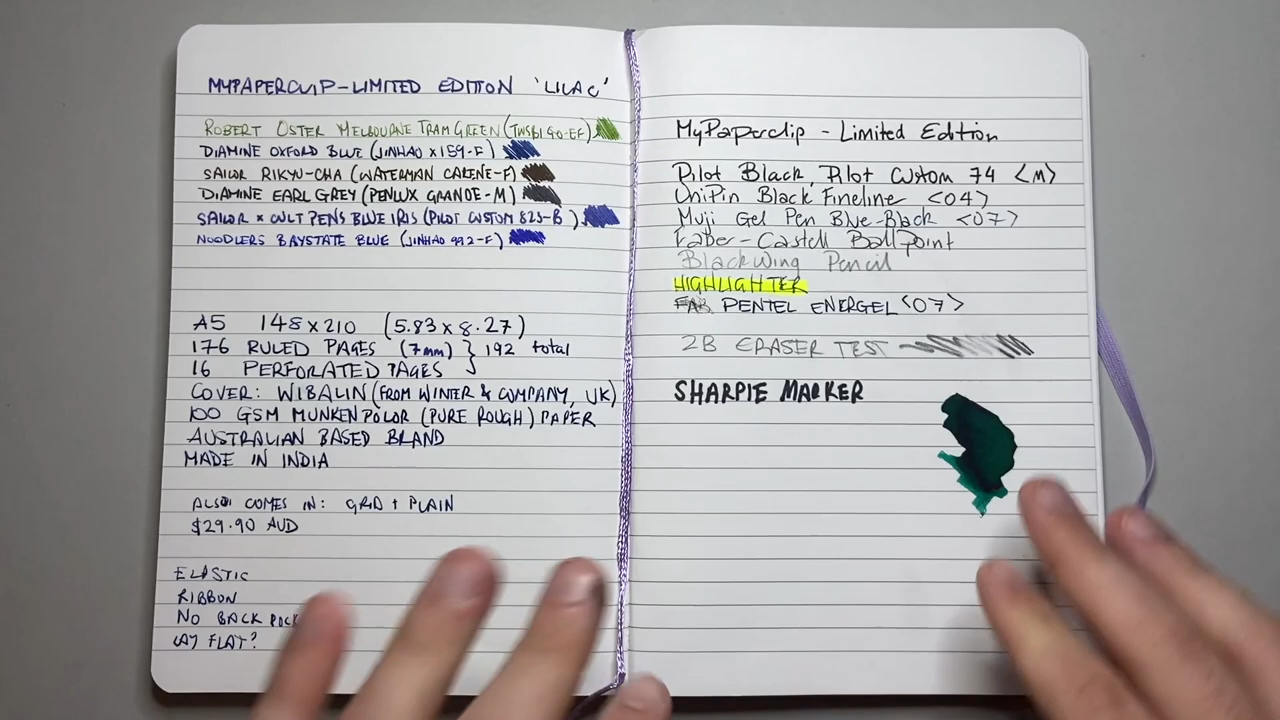 MYPAPERCLIP-LIMITED EDITION 'LILAC'
ROBERT OSTER MELBOURNE TRAM GREEN (TWSBI GO-EF)
DIAMINE OXFORD BLUE (JINHAO X159-F)
SAILOR RIKYU-CHA (WATERMAN CARENE-F)
DIAMINE EARL GREY (PENLUX GRANDE-M)
SAILOR x CULT PENS BLUE IRIS (PILOT CUSTOM 823-B)
NOODLERS BAYSTATE BLUE (JINHAO 992-F)
A5 148 x 210 (5.83 x 8.27)
176 RULED PAGES (7mm) } 192 total
16 PERFORATED PAGES
COVER: WIBALIN (FROM WINTER & COMPANY, UK)
100 GSM MUNKEN POLAR (PURE ROUGH) PAPER
AUSTRALIAN BASED BRAND
MADE IN INDIA
ALSO COMES IN: GRID + PLAIN
$29.90 AUD
ELASTIC
RIBBON
NO BACK
LAY FLAT?
MyPaperclip - Limited Edition
Pilot Black, Pilot Custom 74 <M>
UniPin Black Fineline <04>
Muji Gel Pen Blue-Black <07>
Faber-Castell Ballpoint
Blackwing Pencil
HIGHLIGHTER
PENTEL ENERGEL <07>
2B ERASER TEST
SHARPIE MARKER